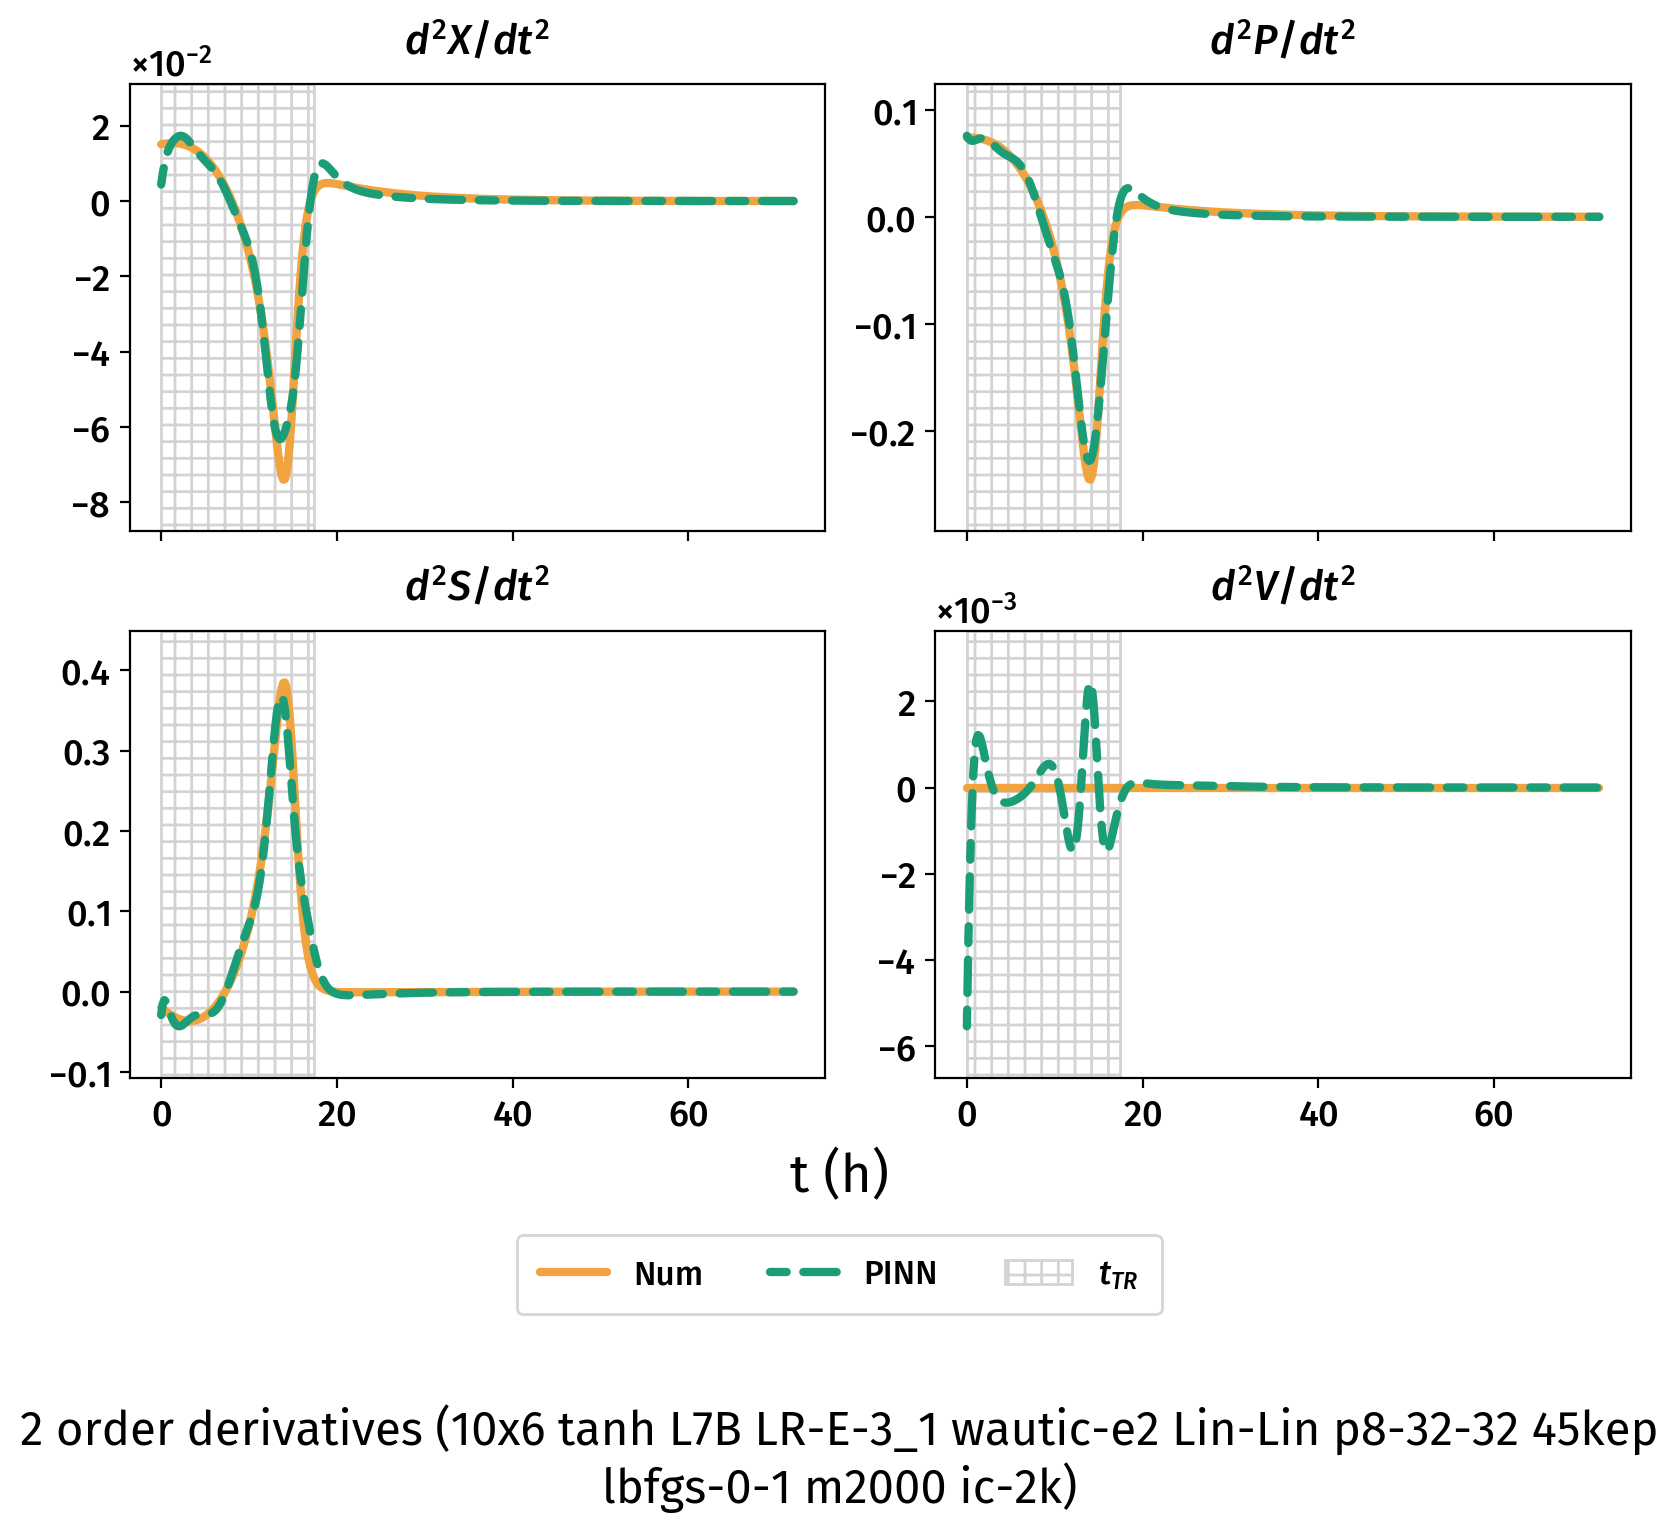 d²X/dt²
×10⁻²
2
0
−2
−4
−6
−8
d²P/dt²
0.1
0.0
−0.1
−0.2
d²S/dt²
0.4
0.3
0.2
0.1
0.0
−0.1
0 20 40 60
d²V/dt²
×10⁻³
2
0
−2
−4
−6
0 20 40 60
t (h)
Num PINN t_TR
2 order derivatives (10x6 tanh L7B LR-E-3_1 wautic-e2 Lin-Lin p8-32-32 45kep
lbfgs-0-1 m2000 ic-2k)